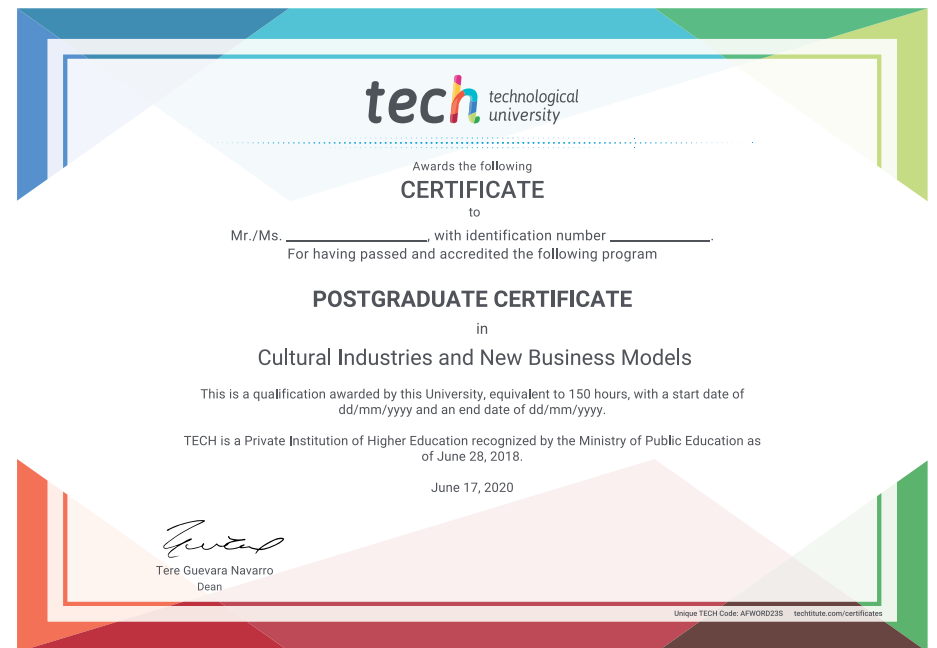 tech technological
university
Awards the following
CERTIFICATE
to
Mr./Ms. ____________, with identification number _________.
For having passed and accredited the following program
POSTGRADUATE CERTIFICATE
in
Cultural Industries and New Business Models
This is a qualification awarded by this University, equivalent to 150 hours, with a start date of
dd/mm/yyyy and an end date of dd/mm/yyyy.
TECH is a Private Institution of Higher Education recognized by the Ministry of Public Education as
of June 28, 2018.
June 17, 2020
Tere Guevara Navarro
Dean
Unique TECH Code: AFWORD23S techtitute.com/certificates